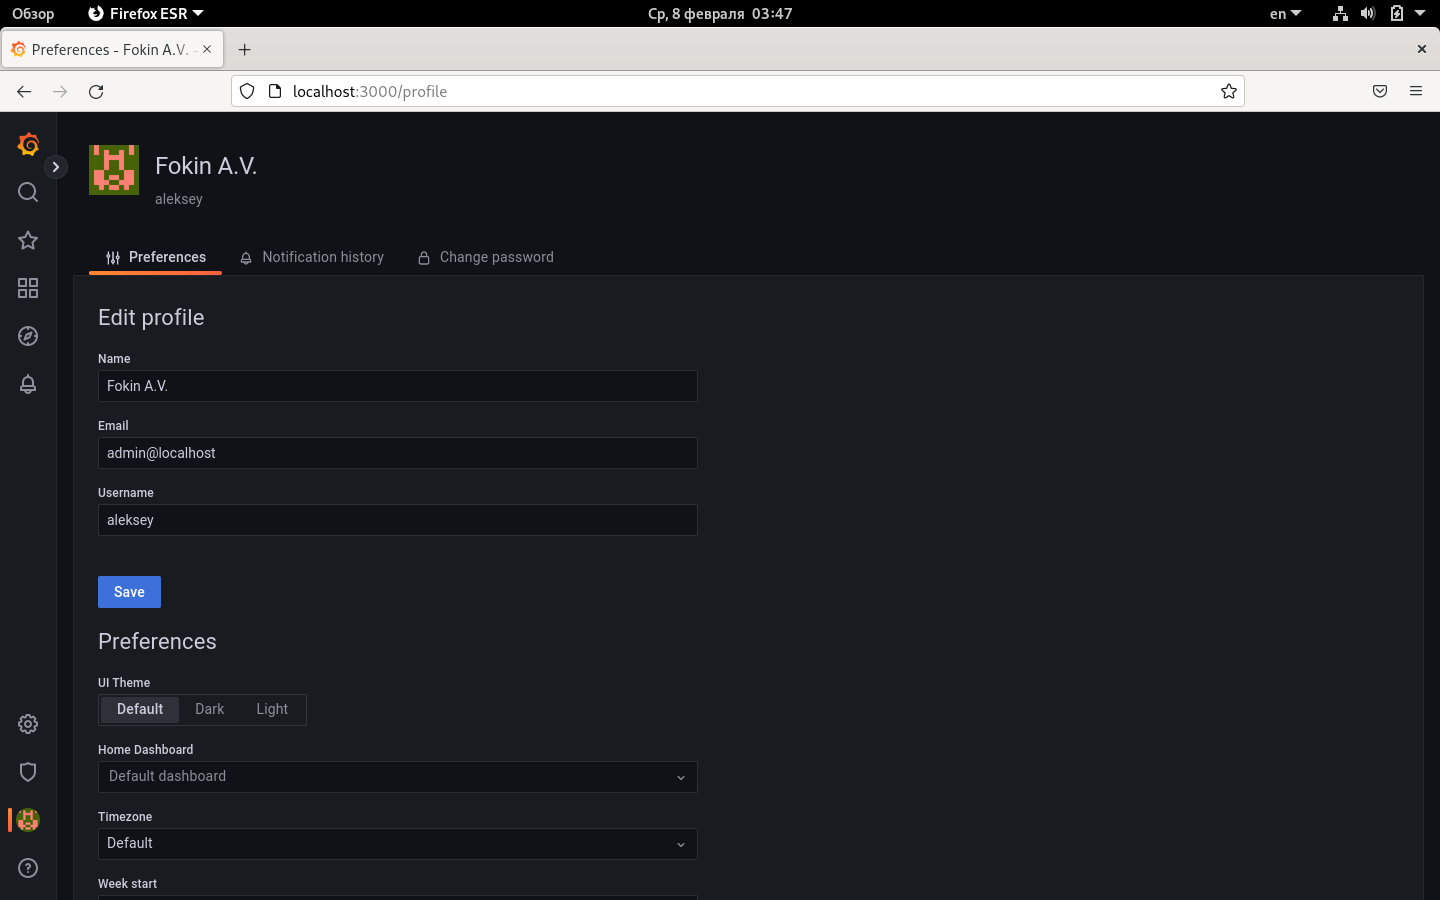 Обзор
Firefox ESR
Ср, 8 февраля 03:47
en
Preferences - Fokin A.V. -
localhost:3000/profile
Fokin A.V.
aleksey
Preferences
Notification history
Change password
Edit profile
Name
Fokin A.V.
Email
admin@localhost
Username
aleksey
Save
Preferences
UI Theme
Default Dark Light
Home Dashboard
Default dashboard
Timezone
Default
Week start